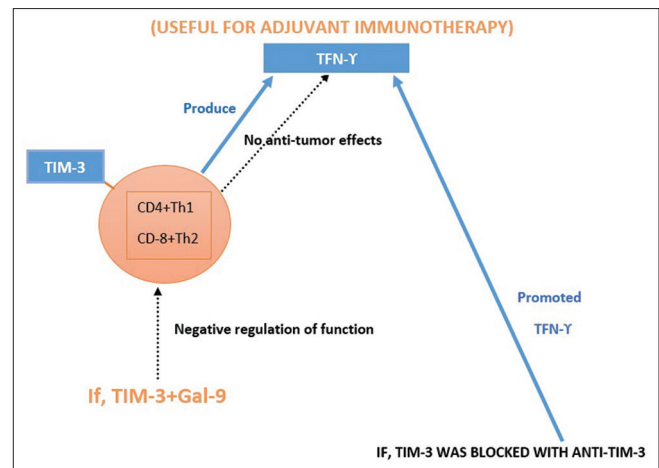 (USEFUL FOR ADJUVANT IMMUNOTHERAPY)
TFN-ϒ
Produce
No anti-tumor effects
TIM-3
CD4+Th1
CD-8+Th2
Promoted
TFN-ϒ
Negative regulation of function
If, TIM-3+Gal-9
IF, TIM-3 WAS BLOCKED WITH ANTI-TIM-3